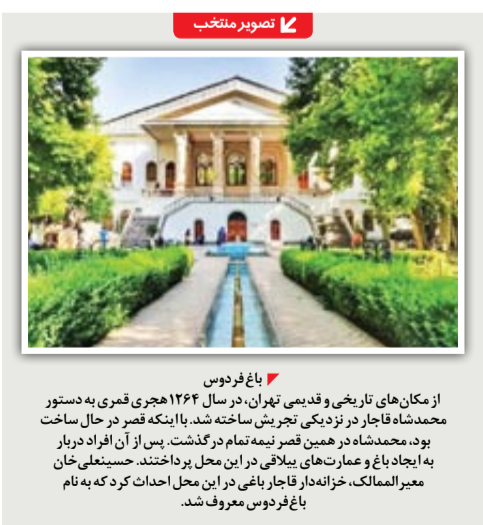 تصویر منتخب
باغ فردوس
از مکان‌های تاریخی و قدیمی تهران، در سال ۱۲۶۴ هجری قمری به دستور
محمدشاه قاجار در نزدیکی تجریش ساخته شد. با اینکه قصر در حال ساخت
بود، محمدشاه در همین قصر نیمه‌تمام درگذشت. پس از آن افراد دربار
به ایجاد باغ و عمارت‌های ییلاقی در این محل پرداختند. حسینعلی‌خان
معیرالممالک، خزانه‌دار قاجار باغی در این محل احداث کرد که به نام
باغ فردوس معروف شد.